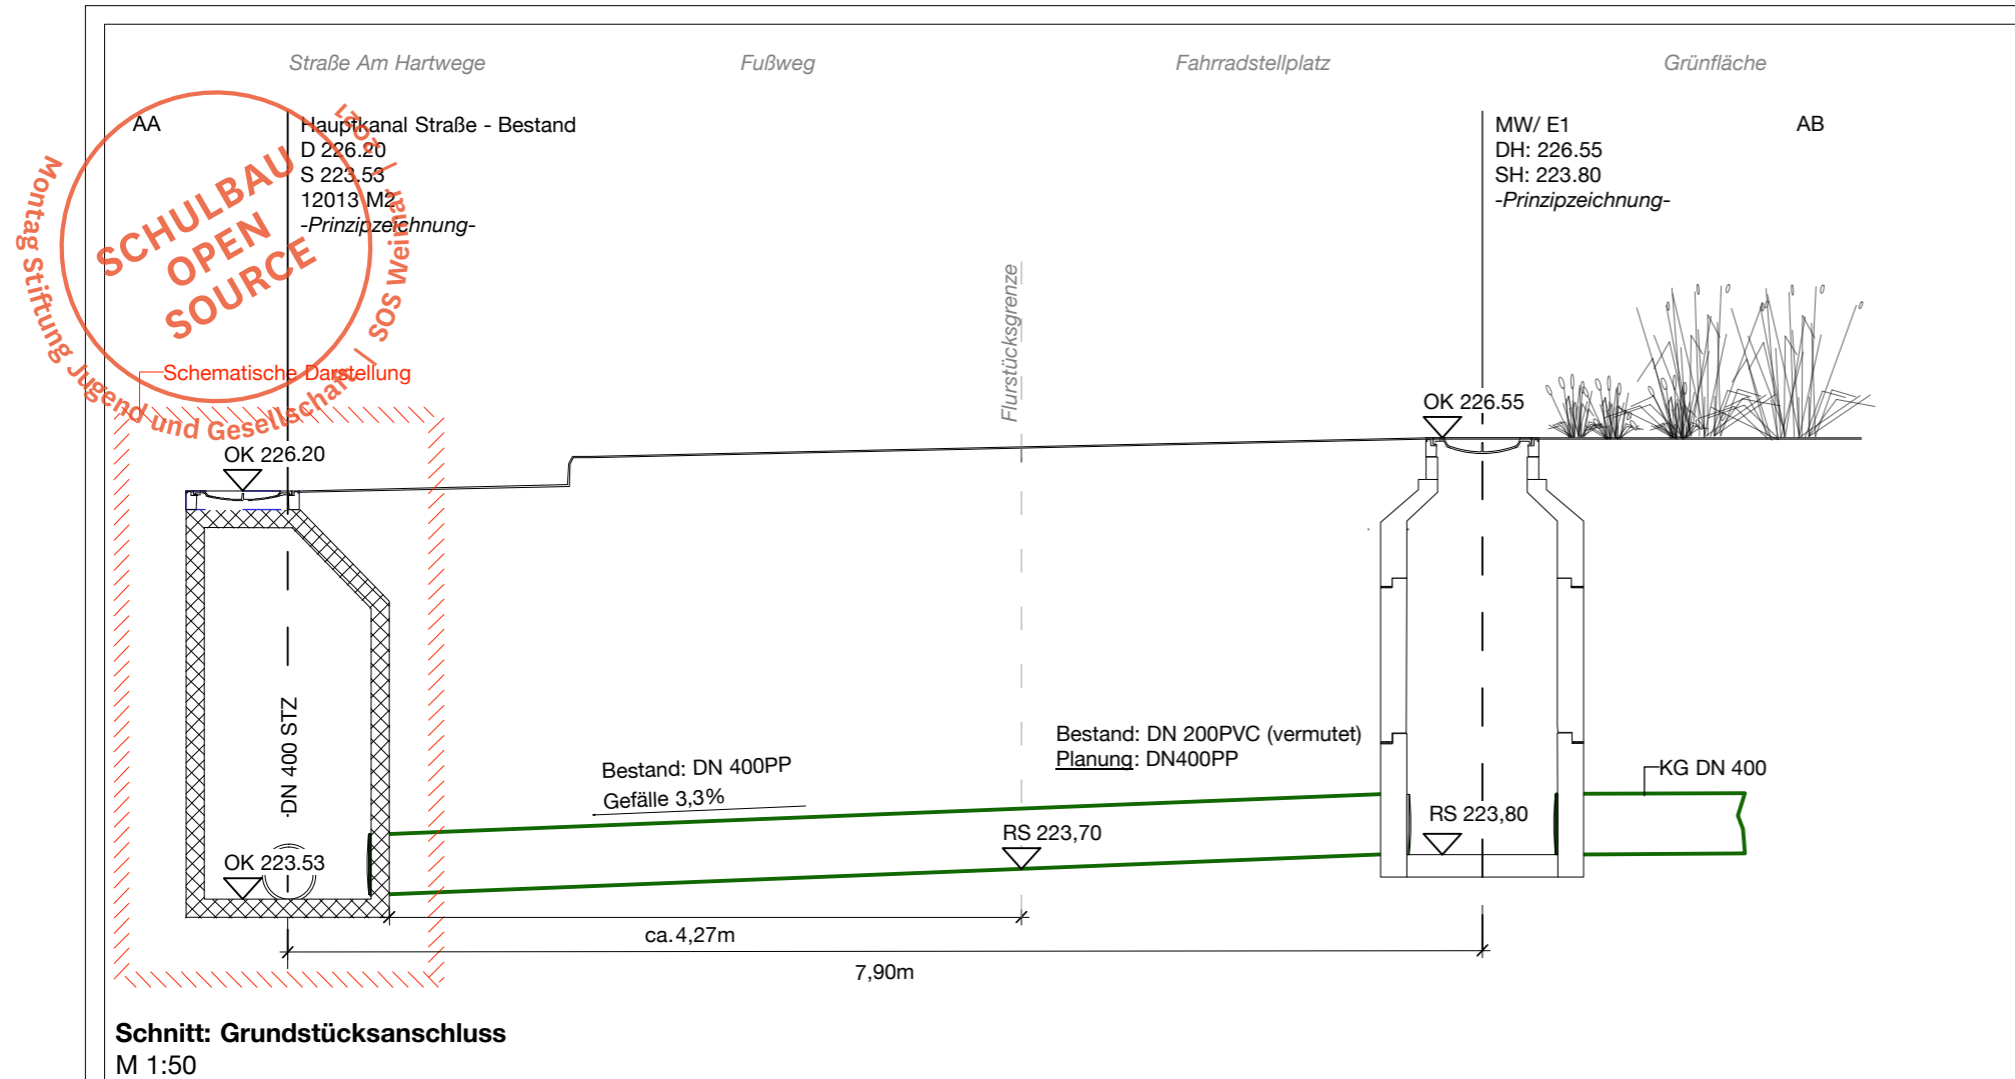 Straße Am Hartwege
Fußweg
Fahrradstellplatz
Grünfläche
AA
Hauptkanal Straße - Bestand
D 226.20
S 223.53
12013 M2
-Prinzipzeichnung-
MW/ E1
DH: 226.55
SH: 223.80
-Prinzipzeichnung-
AB
SCHULBAU
OPEN
SOURCE
Montag Stiftung Jugend und Gesellschaft | SOS Weimar | 2021
Schematische Darstellung
Flurstücksgrenze
OK 226.20
OK 226.55
DN 400 STZ
Bestand: DN 400PP
Gefälle 3,3%
Bestand: DN 200PVC (vermutet)
Planung: DN400PP
KG DN 400
RS 223,70
RS 223,80
OK 223.53
ca.4,27m
7,90m
Schnitt: Grundstücksanschluss
M 1:50